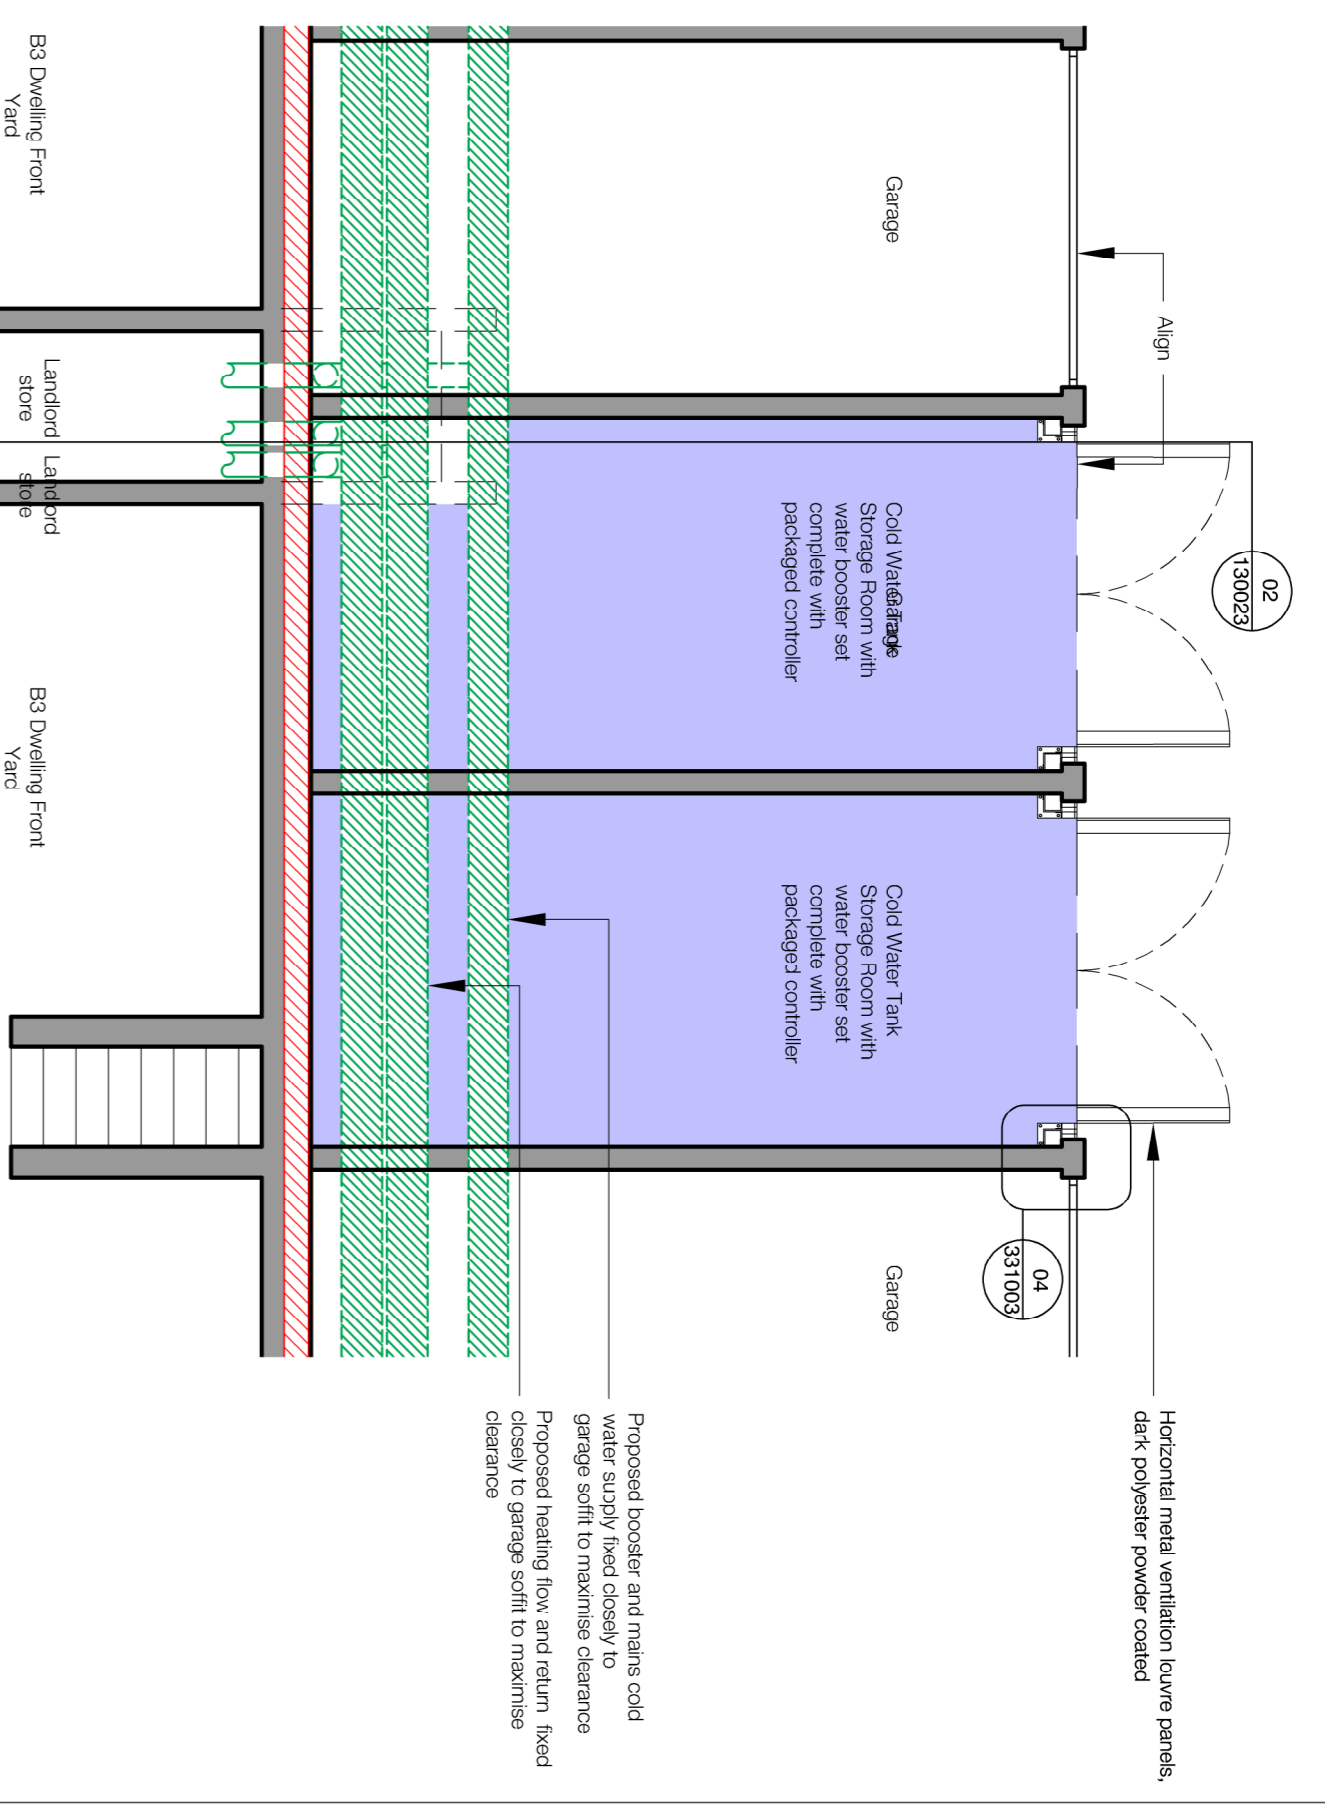 B3 Dwelling Front
Yard
Landlord
store
Landlord
store
B3 Dwelling Front
Yard
Garage
Align
02
130023
Cold Water Tank
Garage
Storage Room with
water booster set
complete with
packaged controller
Cold Water Tank
Storage Room with
water booster set
complete with
packaged controller
04
331003
Garage
Horizontal metal ventilation louvre panels,
dark polyester powder coated
Proposed booster and mains cold
water supply fixed closely to
garage soffit to maximise clearance
Proposed heating flow and return fixed
closely to garage soffit to maximise
clearance